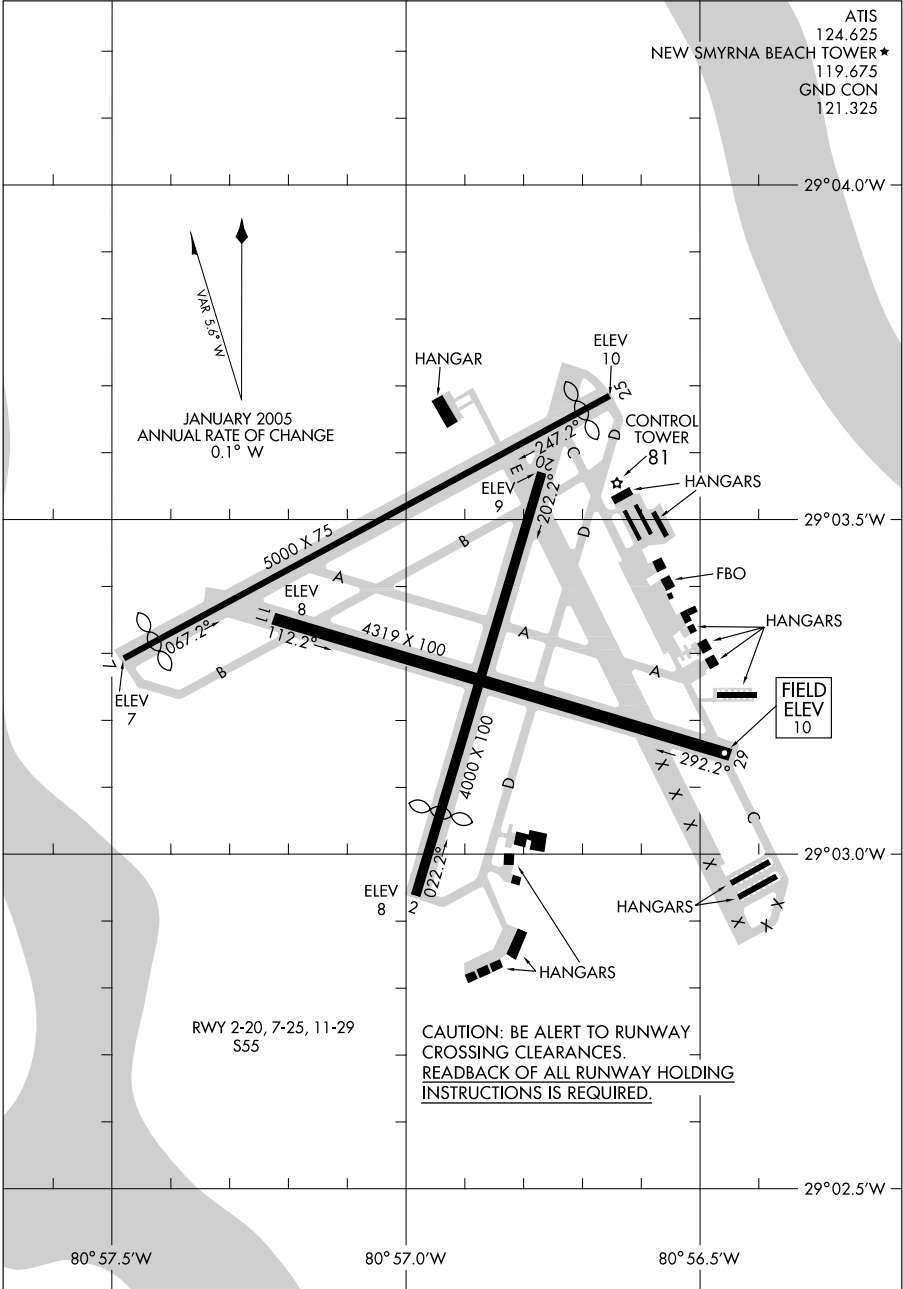 ATIS
124.625
NEW SMYRNA BEACH TOWER★
119.675
GND CON
121.325
29°04.0'W
VAR 5.6° W
JANUARY 2005
ANNUAL RATE OF CHANGE
0.1° W
HANGAR
ELEV
10
25
CONTROL
TOWER
81
HANGARS
247.2°
E
C
D
20
ELEV
9
202.2°
29°03.5'W
5000 X 75
B
D
FBO
A
ELEV
8
11
112.2°
4319 X 100
A
HANGARS
067.2°
7
ELEV
7
B
A
FIELD
ELEV
10
292.2°
29
4000 X 100
D
X
X
X
X
C
022.2°
29°03.0'W
ELEV
8
2
HANGARS
HANGARS
X
X
X
HANGARS
RWY 2-20, 7-25, 11-29
S55
CAUTION: BE ALERT TO RUNWAY
CROSSING CLEARANCES.
READBACK OF ALL RUNWAY HOLDING
INSTRUCTIONS IS REQUIRED.
29°02.5'W
80°57.5'W
80°57.0'W
80°56.5'W